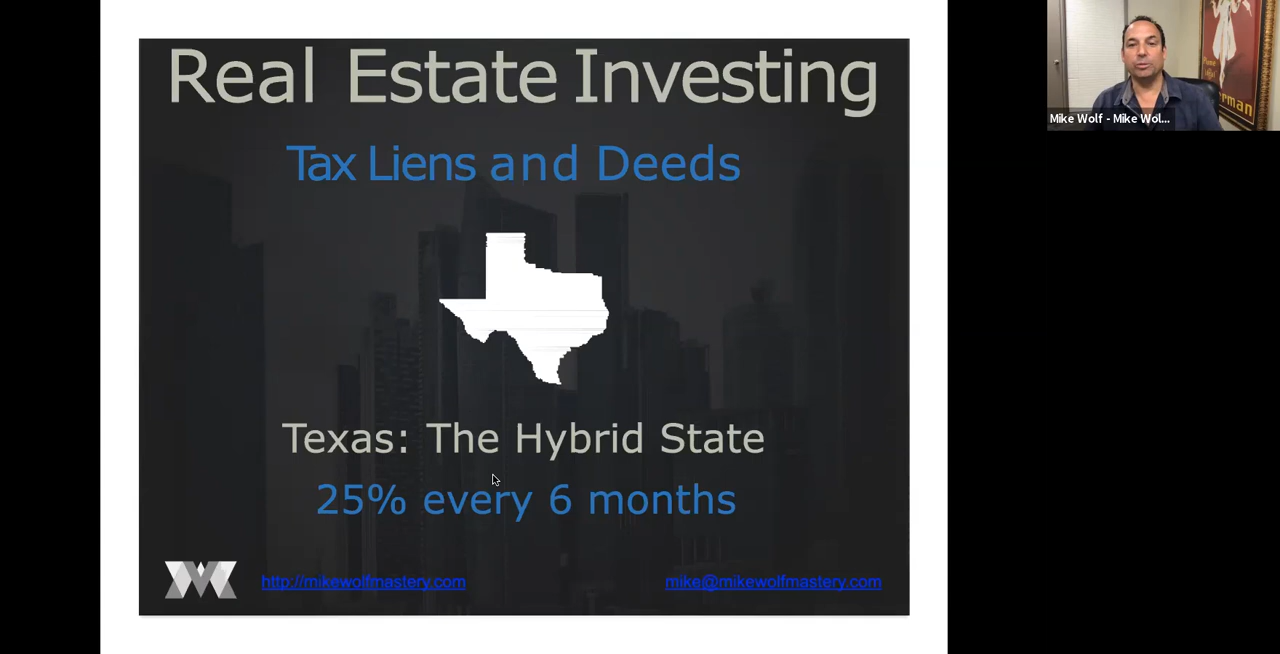 Real Estate Investing
Tax Liens and Deeds
Texas: The Hybrid State
25% every 6 months
http://mikewolfmastery.com
mike@mikewolfmastery.com
Mike Wolf - Mike Wol...
rman